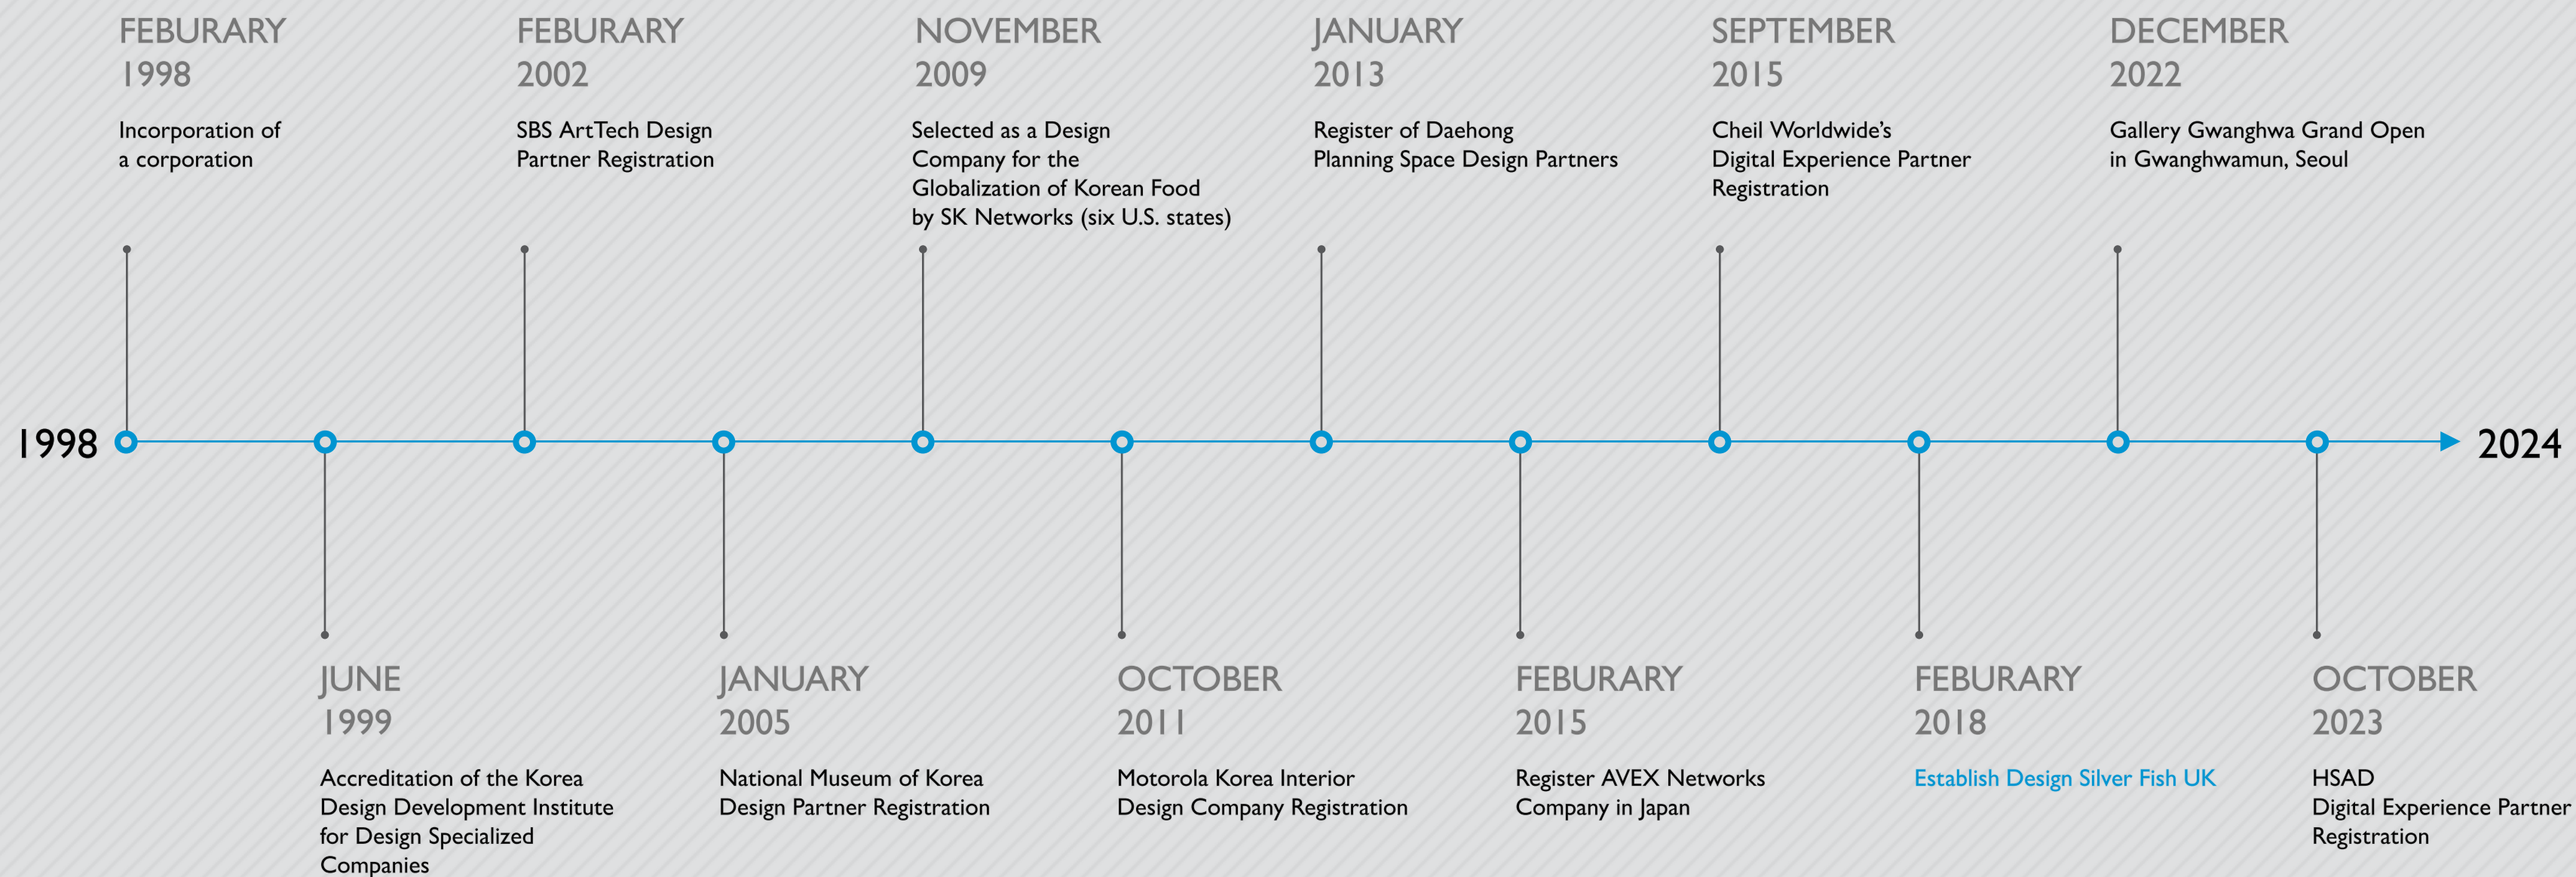 FEBURARY
1998
Incorporation of
a corporation
FEBURARY
2002
SBS ArtTech Design
Partner Registration
NOVEMBER
2009
Selected as a Design
Company for the
Globalization of Korean Food
by SK Networks (six U.S. states)
JANUARY
2013
Register of Daehong
Planning Space Design Partners
SEPTEMBER
2015
Cheil Worldwide’s
Digital Experience Partner
Registration
DECEMBER
2022
Gallery Gwanghwa Grand Open
in Gwanghwamun, Seoul
1998
2024
JUNE
1999
Accreditation of the Korea
Design Development Institute
for Design Specialized
Companies
JANUARY
2005
National Museum of Korea
Design Partner Registration
OCTOBER
2011
Motorola Korea Interior
Design Company Registration
FEBURARY
2015
Register AVEX Networks
Company in Japan
FEBURARY
2018
Establish Design Silver Fish UK
OCTOBER
2023
HSAD
Digital Experience Partner
Registration